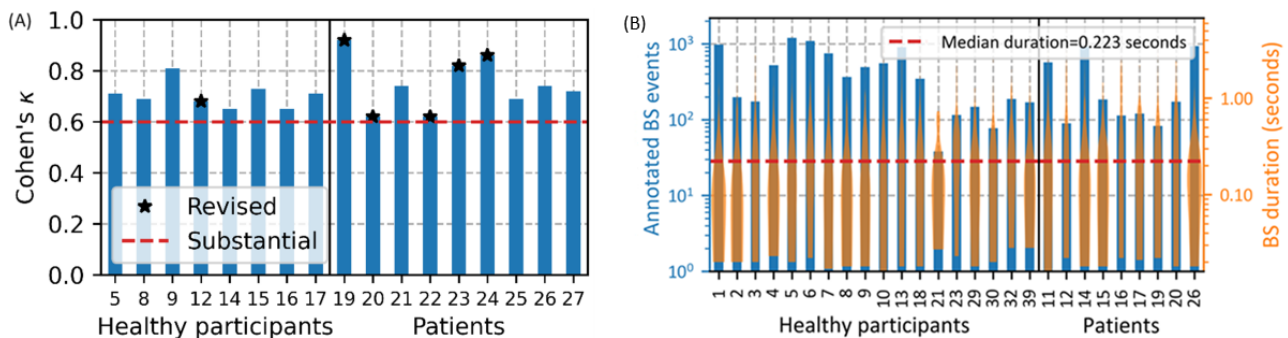 (A)
1.0
0.8
0.6
0.4
0.2
0.0
Cohen's κ
Revised
Substantial
5 8 9 12 14 15 16 17 19 20 21 22 23 24 25 26 27
Healthy participants Patients
(B)
Median duration=0.223 seconds
10³
10²
10¹
10⁰
Annotated BS events
1.00
0.10
BS duration (seconds)
1 2 3 4 5 6 7 8 9 10 13 18 21 23 29 30 32 39 11 12 14 15 16 17 19 20 26
Healthy participants Patients